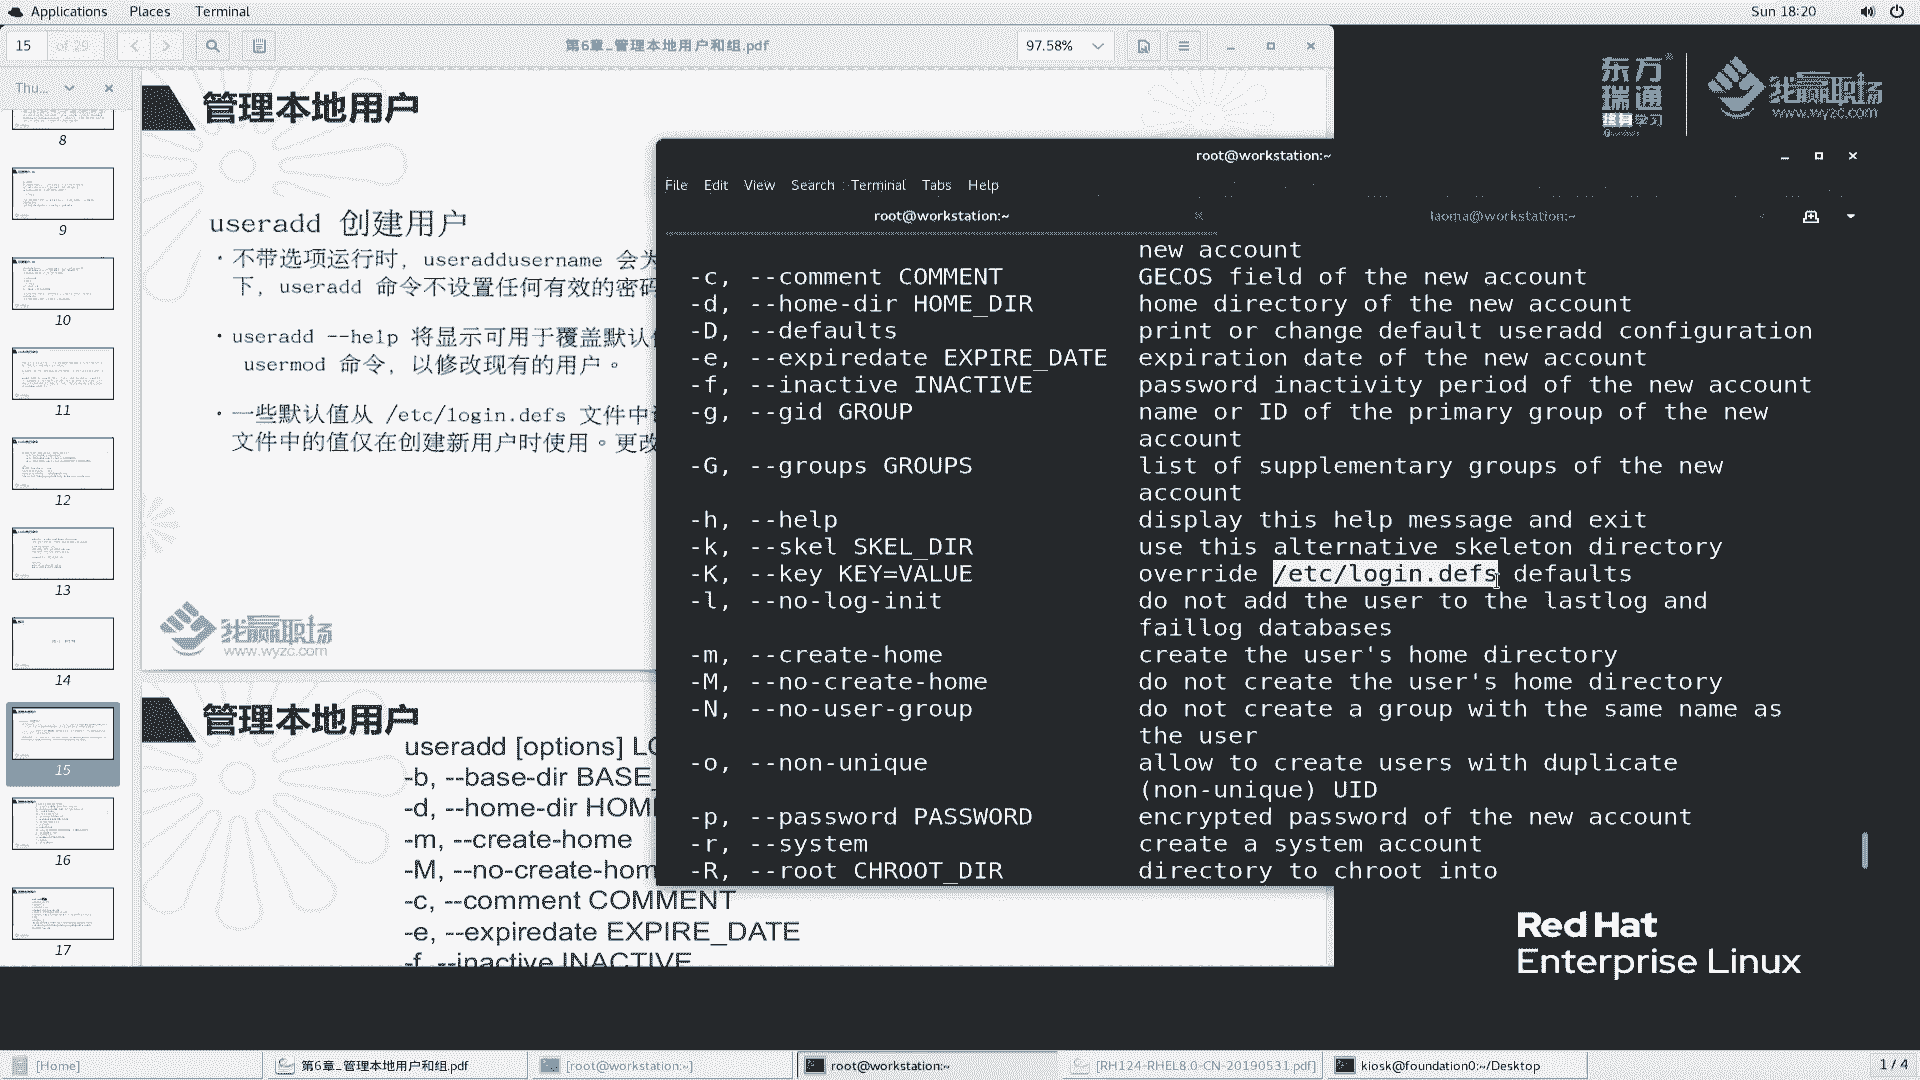 Applications Places Terminal Sun 18:20
15 of 29 第6章_管理本地用户和组.pdf 97.58%
Thu...
8
9
10
11
12
13
14
15
16
17
管理本地用户
useradd 创建用户
· 不带选项运行时, useraddusername 会为
下, useradd 命令不设置任何有效的密码
· useradd --help 将显示可用于覆盖默认
usermod 命令, 以修改现有的用户。
· 一些默认值从 /etc/login.defs 文件中
文件中的值仅在创建新用户时使用。更改
我赢职场
www.wyzc.com
管理本地用户
useradd [options] LO
-b, --base-dir BASE_
-d, --home-dir HOM
-m, --create-home
-M, --no-create-hom
-c, --comment COMMENT
-e, --expiredate EXPIRE_DATE
-f, --inactive INACTIVE
东方
瑞通
终身学习
我赢职场
www.wyzc.com
root@workstation:~
File Edit View Search Terminal Tabs Help
root@workstation:~ laoma@workstation:~
new account
-c, --comment COMMENT GECOS field of the new account
-d, --home-dir HOME_DIR home directory of the new account
-D, --defaults print or change default useradd configuration
-e, --expiredate EXPIRE_DATE expiration date of the new account
-f, --inactive INACTIVE password inactivity period of the new account
-g, --gid GROUP name or ID of the primary group of the new
account
-G, --groups GROUPS list of supplementary groups of the new
account
-h, --help display this help message and exit
-k, --skel SKEL_DIR use this alternative skeleton directory
-K, --key KEY=VALUE override /etc/login.defs defaults
-l, --no-log-init do not add the user to the lastlog and
faillog databases
-m, --create-home create the user's home directory
-M, --no-create-home do not create the user's home directory
-N, --no-user-group do not create a group with the same name as
the user
-o, --non-unique allow to create users with duplicate
(non-unique) UID
-p, --password PASSWORD encrypted password of the new account
-r, --system create a system account
-R, --root CHROOT_DIR directory to chroot into
Red Hat
Enterprise Linux
[Home] 第6章_管理本地用户和组.pdf [root@workstation:~] root@workstation:~ [RH124-RHEL8.0-CN-20190531.pdf] kiosk@foundation0:~/Desktop 1 / 4